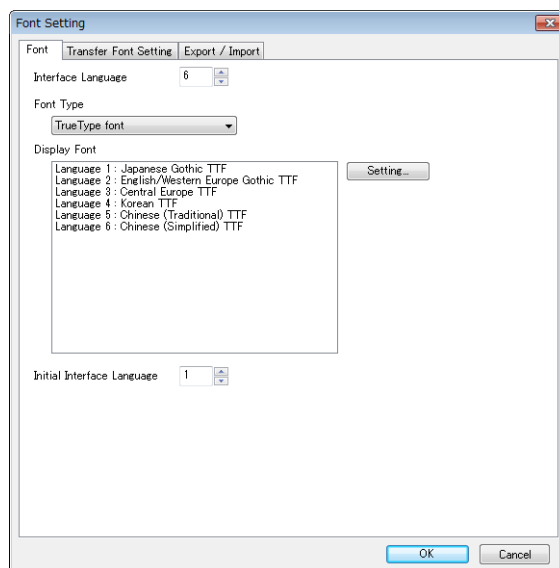 Font Setting
Font Transfer Font Setting Export / Import
Interface Language 6
Font Type
TrueType font
Display Font
Language 1 : Japanese Gothic TTF
Language 2 : English/Western Europe Gothic TTF
Language 3 : Central Europe TTF
Language 4 : Korean TTF
Language 5 : Chinese (Traditional) TTF
Language 6 : Chinese (Simplified) TTF
Setting...
Initial Interface Language 1
OK Cancel